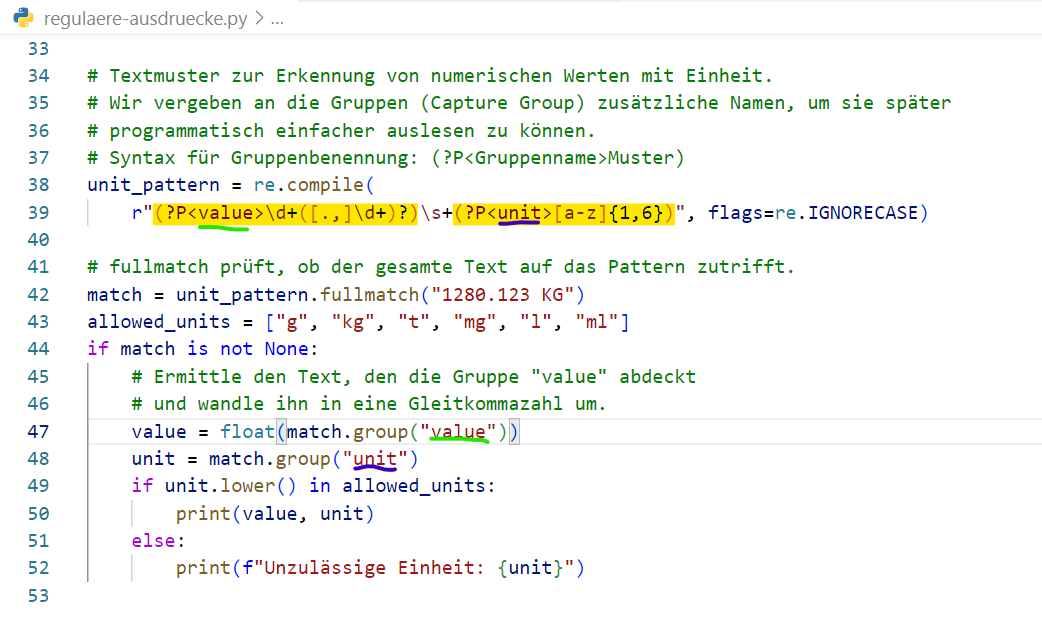 regulaere-ausdruecke.py > ...
33
34 # Textmuster zur Erkennung von numerischen Werten mit Einheit.
35 # Wir vergeben an die Gruppen (Capture Group) zusätzliche Namen, um sie später
36 # programmatisch einfacher auslesen zu können.
37 # Syntax für Gruppenbenennung: (?P<Gruppenname>Muster)
38 unit_pattern = re.compile(
39     r"(?P<value>\d+([.,]\d+)?)\s+(?P<unit>[a-z]{1,6})", flags=re.IGNORECASE)
40
41 # fullmatch prüft, ob der gesamte Text auf das Pattern zutrifft.
42 match = unit_pattern.fullmatch("1280.123 KG")
43 allowed_units = ["g", "kg", "t", "mg", "l", "ml"]
44 if match is not None:
45     # Ermittle den Text, den die Gruppe "value" abdeckt
46     # und wandle ihn in eine Gleitkommazahl um.
47     value = float(match.group("value"))
48     unit = match.group("unit")
49     if unit.lower() in allowed_units:
50         print(value, unit)
51     else:
52         print(f"Unzulässige Einheit: {unit}")
53